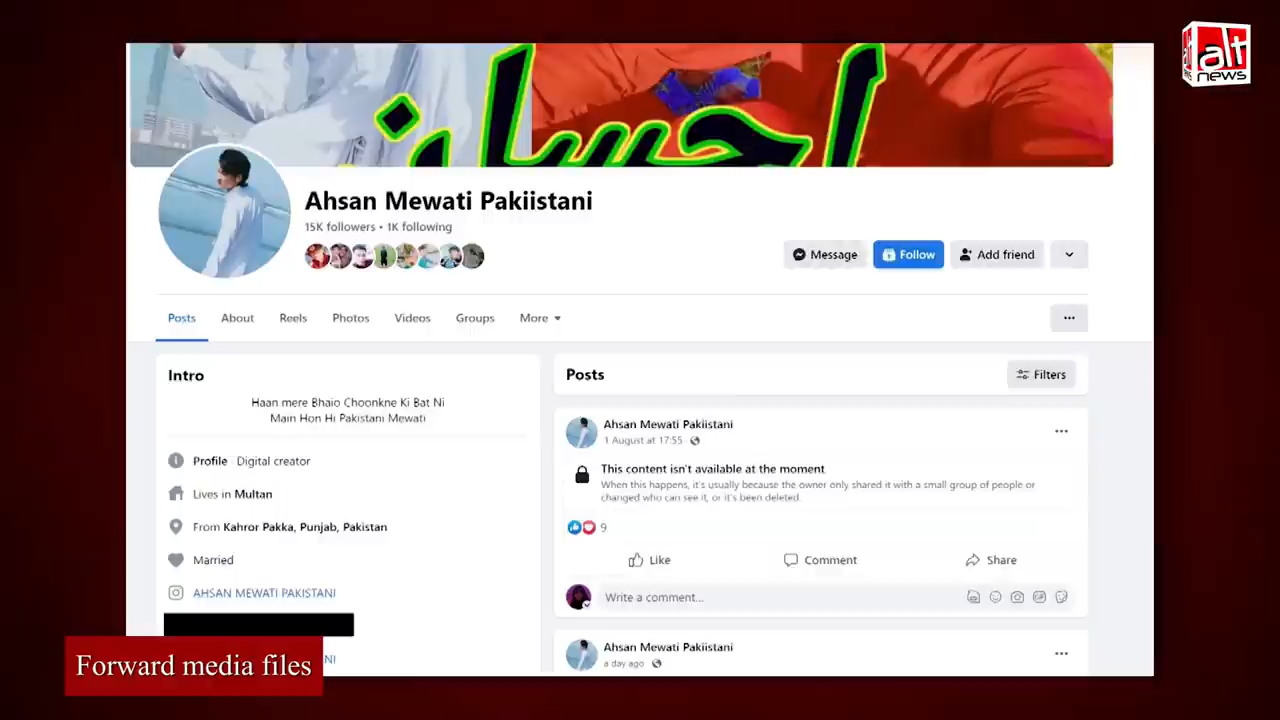 alt
news
احسان
Ahsan Mewati Pakiistani
15K followers • 1K following
Message
Follow
Add friend
Posts
About
Reels
Photos
Videos
Groups
More
Intro
Haan mere Bhaio Choonkne Ki Bat Ni
Main Hon Hi Pakistani Mewati
Profile · Digital creator
Lives in Multan
From Kahror Pakka, Punjab, Pakistan
Married
AHSAN MEWATI PAKISTANI
NI
Posts
Filters
Ahsan Mewati Pakiistani
1 August at 17:55
This content isn't available at the moment
When this happens, it's usually because the owner only shared it with a small group of people or
changed who can see it, or it's been deleted.
9
Like
Comment
Share
Write a comment...
Ahsan Mewati Pakiistani
a day ago
Forward media files